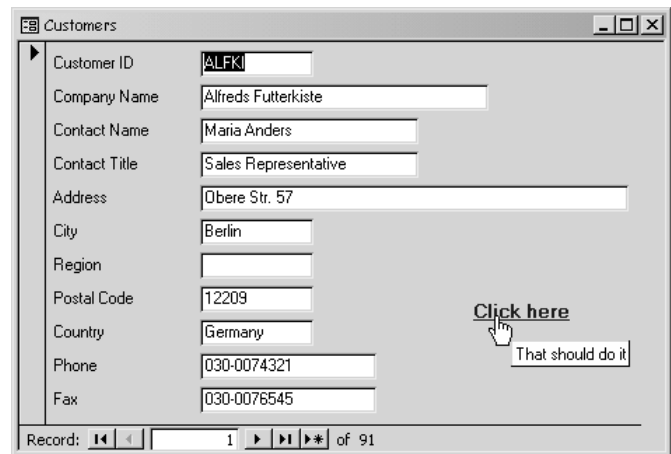 Customers
Customer ID ALFKI
Company Name Alfreds Futterkiste
Contact Name Maria Anders
Contact Title Sales Representative
Address Obere Str. 57
City Berlin
Region
Postal Code 12209
Click here
Country Germany
That should do it
Phone 030-0074321
Fax 030-0076545
Record: 1 of 91